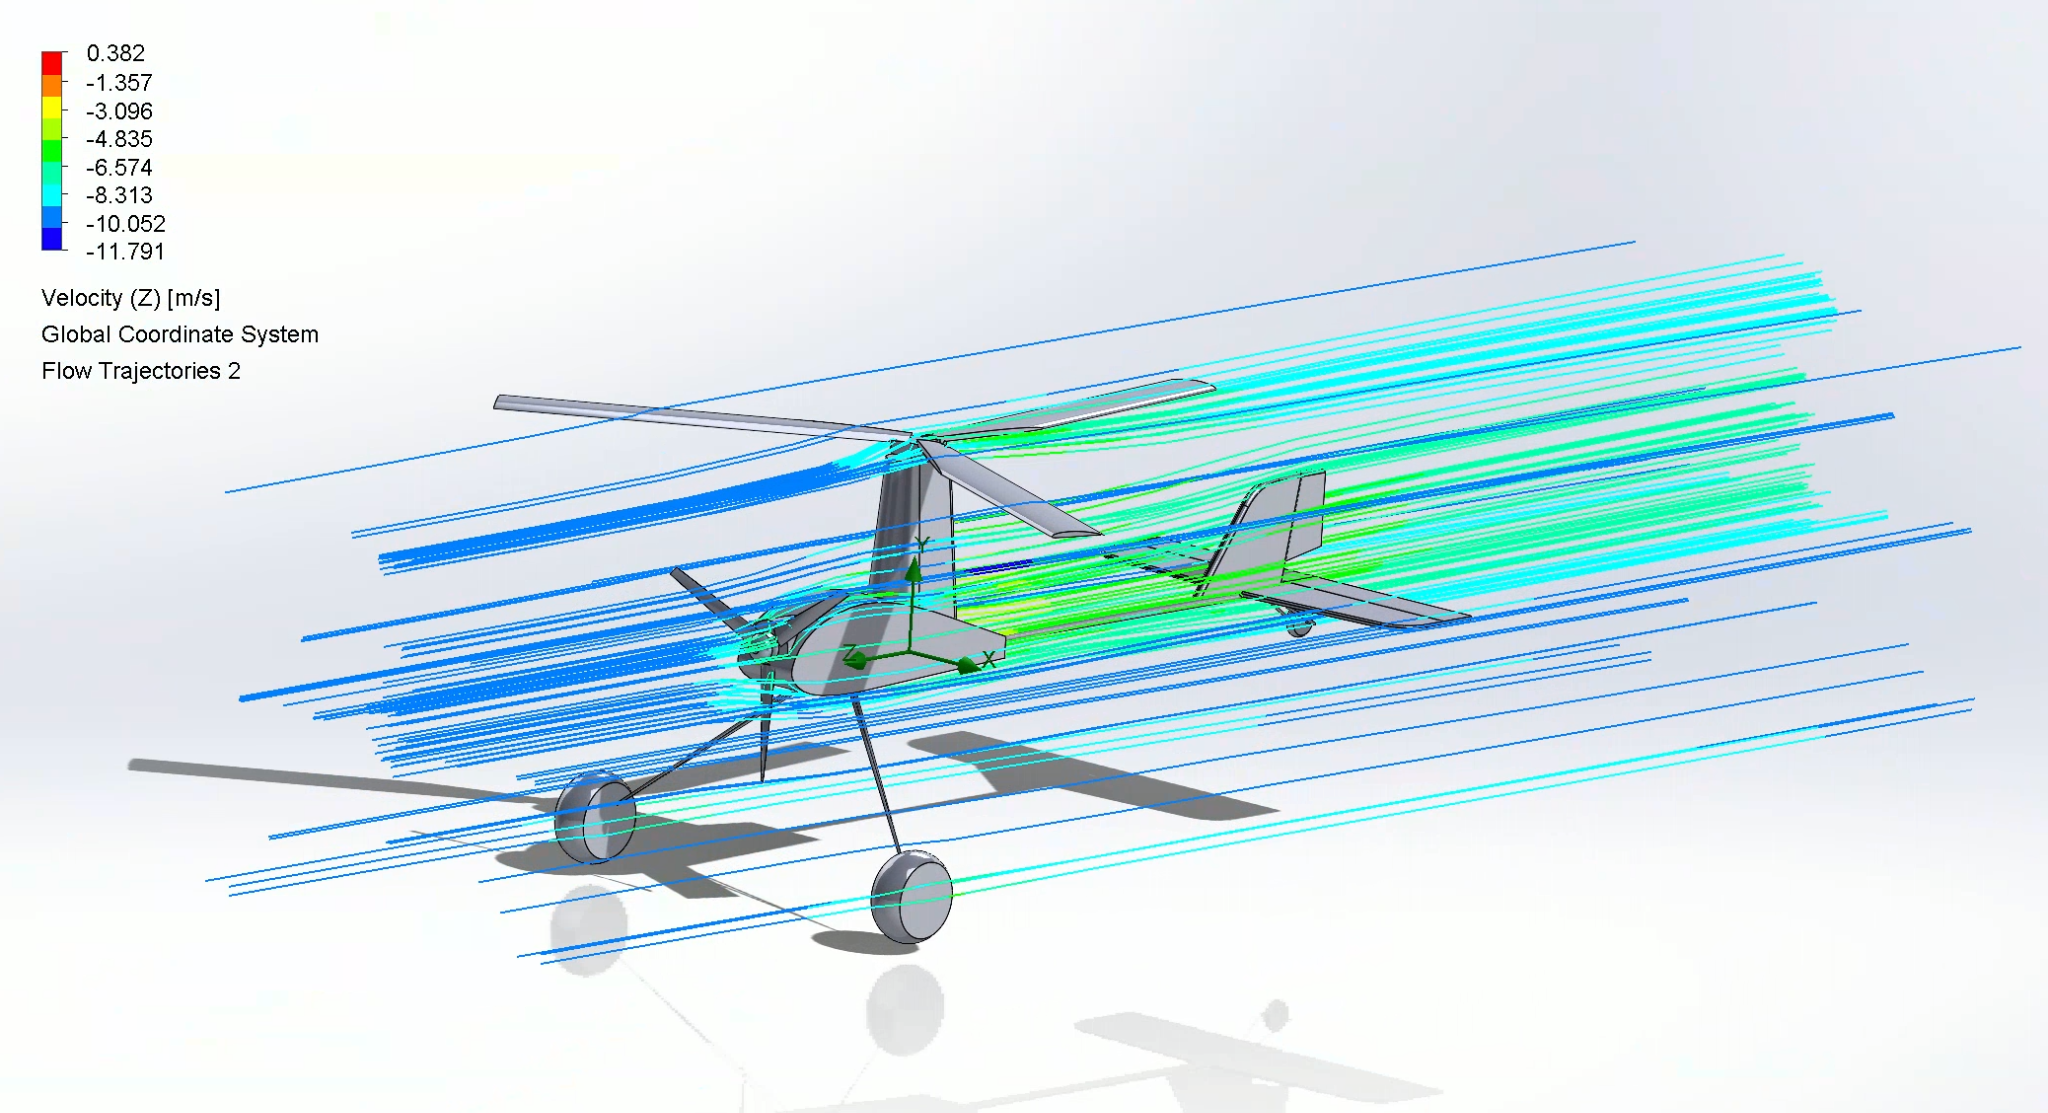 0.382
-1.357
-3.096
-4.835
-6.574
-8.313
-10.052
-11.791
Velocity (Z) [m/s]
Global Coordinate System
Flow Trajectories 2
Y
Z
X